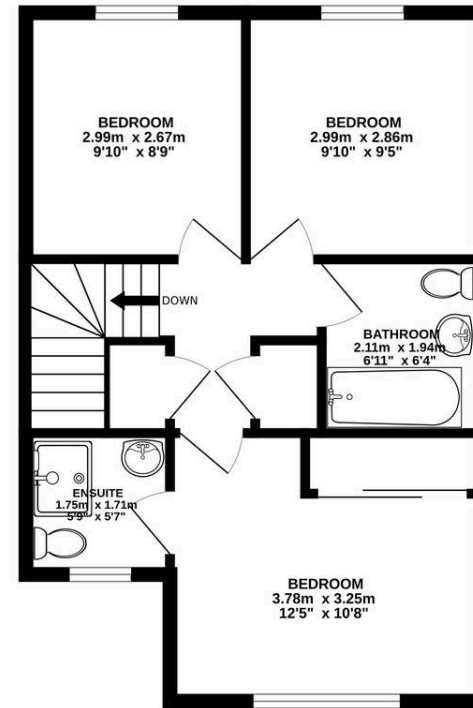 BEDROOM
2.99m x 2.67m
9'10" x 8'9"
BEDROOM
2.99m x 2.86m
9'10" x 9'5"
DOWN
BATHROOM
2.11m x 1.94m
6'11" x 6'4"
ENSUITE
1.75m x 1.71m
5'9" x 5'7"
BEDROOM
3.78m x 3.25m
12'5" x 10'8"